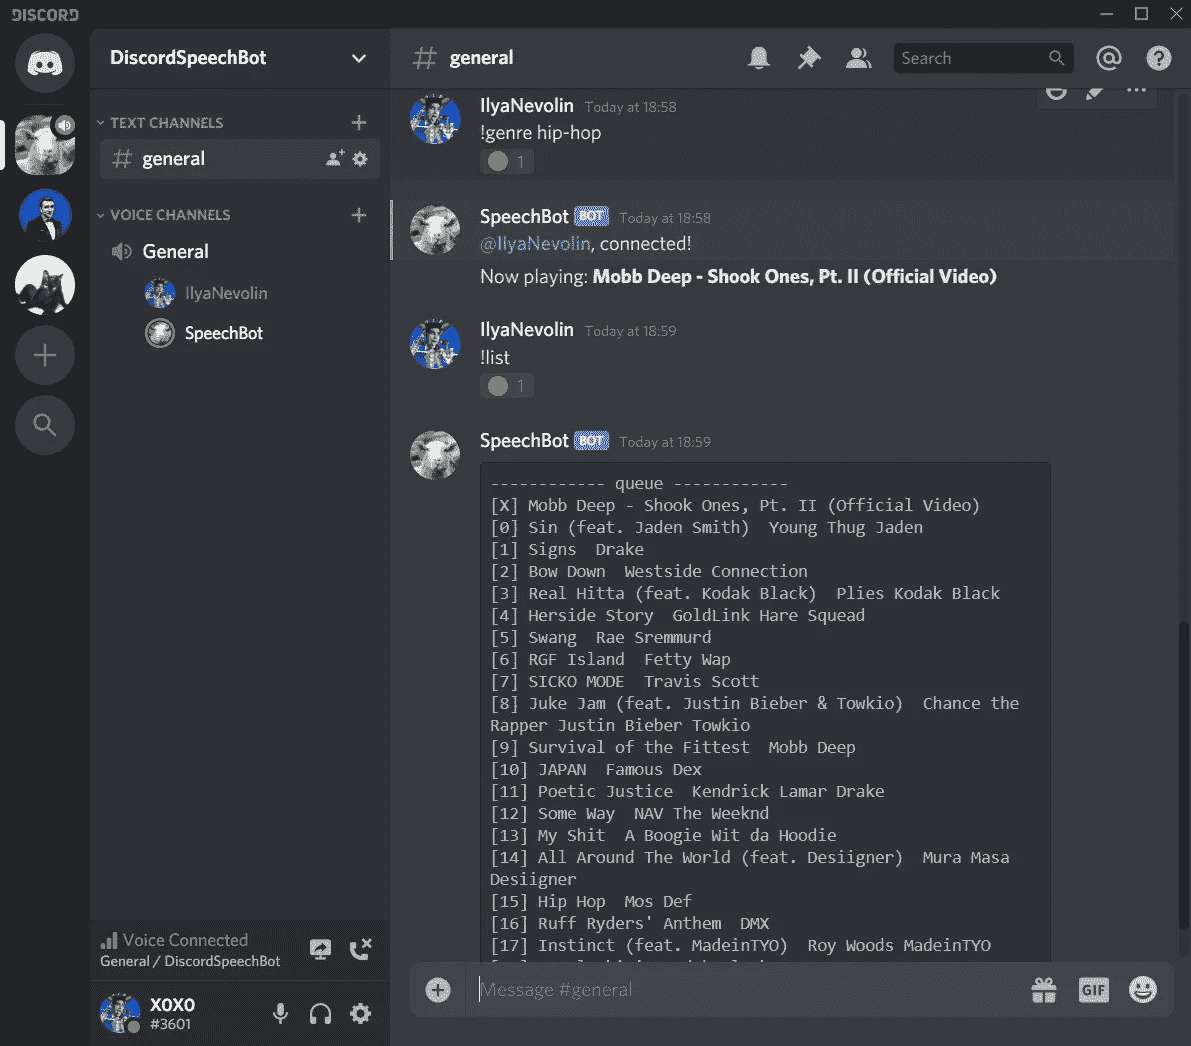 DISCORD
DiscordSpeechBot
general
Search
TEXT CHANNELS
general
VOICE CHANNELS
General
IlyaNevolin
SpeechBot
IlyaNevolin Today at 18:58
!genre hip-hop
1
SpeechBot BOT Today at 18:58
@IlyaNevolin, connected!
Now playing: Mobb Deep - Shook Ones, Pt. II (Official Video)
IlyaNevolin Today at 18:59
!list
1
SpeechBot BOT Today at 18:59
------------ queue ------------
[X] Mobb Deep - Shook Ones, Pt. II (Official Video)
[0] Sin (feat. Jaden Smith)  Young Thug Jaden
[1] Signs  Drake
[2] Bow Down  Westside Connection
[3] Real Hitta (feat. Kodak Black)  Plies Kodak Black
[4] Herside Story  GoldLink Hare Squead
[5] Swang  Rae Sremmurd
[6] RGF Island  Fetty Wap
[7] SICKO MODE  Travis Scott
[8] Juke Jam (feat. Justin Bieber & Towkio)  Chance the
Rapper Justin Bieber Towkio
[9] Survival of the Fittest  Mobb Deep
[10] JAPAN  Famous Dex
[11] Poetic Justice  Kendrick Lamar Drake
[12] Some Way  NAV The Weeknd
[13] My Shit  A Boogie Wit da Hoodie
[14] All Around The World (feat. Desiigner)  Mura Masa
Desiigner
[15] Hip Hop  Mos Def
[16] Ruff Ryders' Anthem  DMX
[17] Instinct (feat. MadeinTYO)  Roy Woods MadeinTYO
Voice Connected
General / DiscordSpeechBot
X0X0
#3601
Message #general
GIF